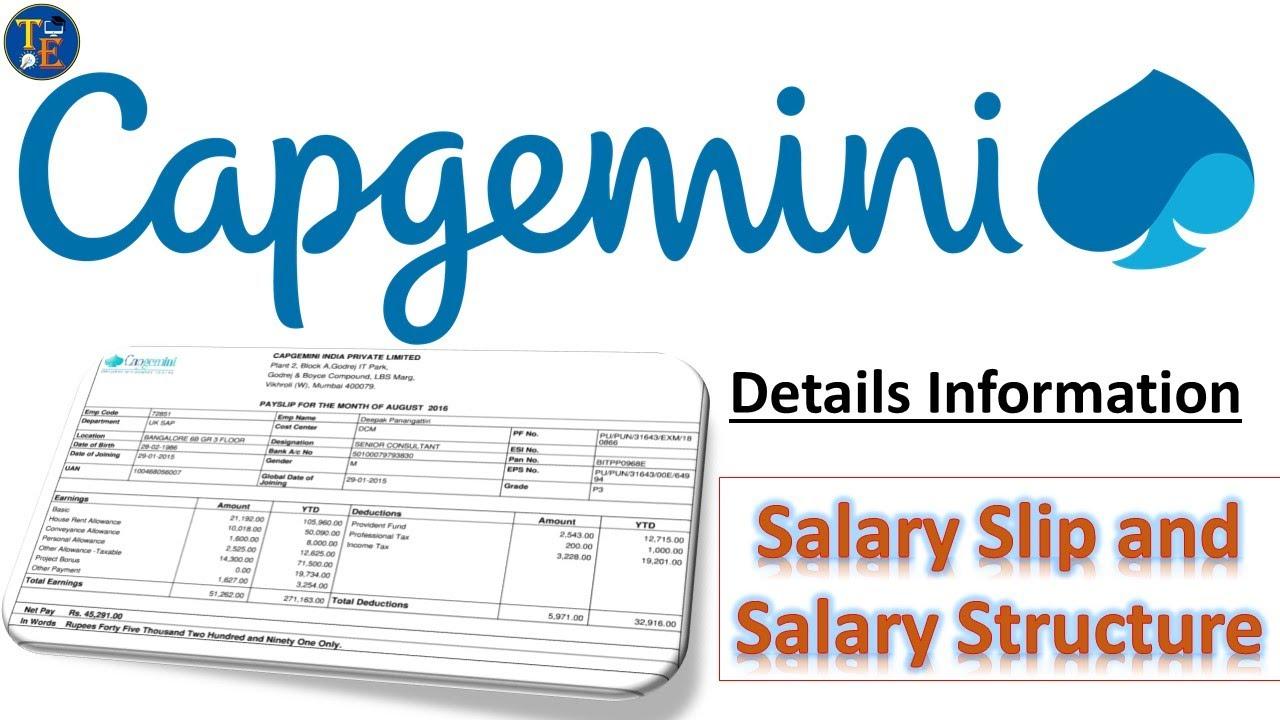 TE
Capgemini
Capgemini
CAPGEMINI INDIA PRIVATE LIMITED
Plant 2, Block A,Godrej IT Park,
Godrej & Boyce Compound, LBS Marg,
Vikhroli (W), Mumbai 400079.
PAYSLIP FOR THE MONTH OF AUGUST 2016
Emp Code 72851 Emp Name Deepak Panangattiri PF No. PU/PUN/31643/EXM/180866
Department UK SAP Cost Center DCM ESI No.
Location BANGALORE 6B GR 3 FLOOR Designation SENIOR CONSULTANT Pan No. BITPP0968E
Date of Birth 28-02-1986 Bank A/c No 50100079793830 EPS No. PU/PUN/31643/00E/64994
Date of Joining 29-01-2015 Gender M Grade P3
UAN 100468056007 Global Date of Joining 29-01-2015
Earnings Amount YTD Deductions Amount YTD
Basic 21,192.00 105,960.00 Provident Fund 2,543.00 12,715.00
House Rent Allowance 10,018.00 50,090.00 Professional Tax 200.00 1,000.00
Conveyance Allowance 1,600.00 8,000.00 Income Tax 3,228.00 19,201.00
Personal Allowance 2,525.00 12,625.00
Other Allowance -Taxable 14,300.00 71,500.00
Project Bonus 0.00 19,734.00
Other Payment 1,627.00 3,254.00
Total Earnings 51,262.00 271,163.00 Total Deductions 5,971.00 32,916.00
Net Pay Rs. 45,291.00
In Words Rupees Forty Five Thousand Two Hundred and Ninety One Only.
Details Information
Salary Slip and
Salary Structure